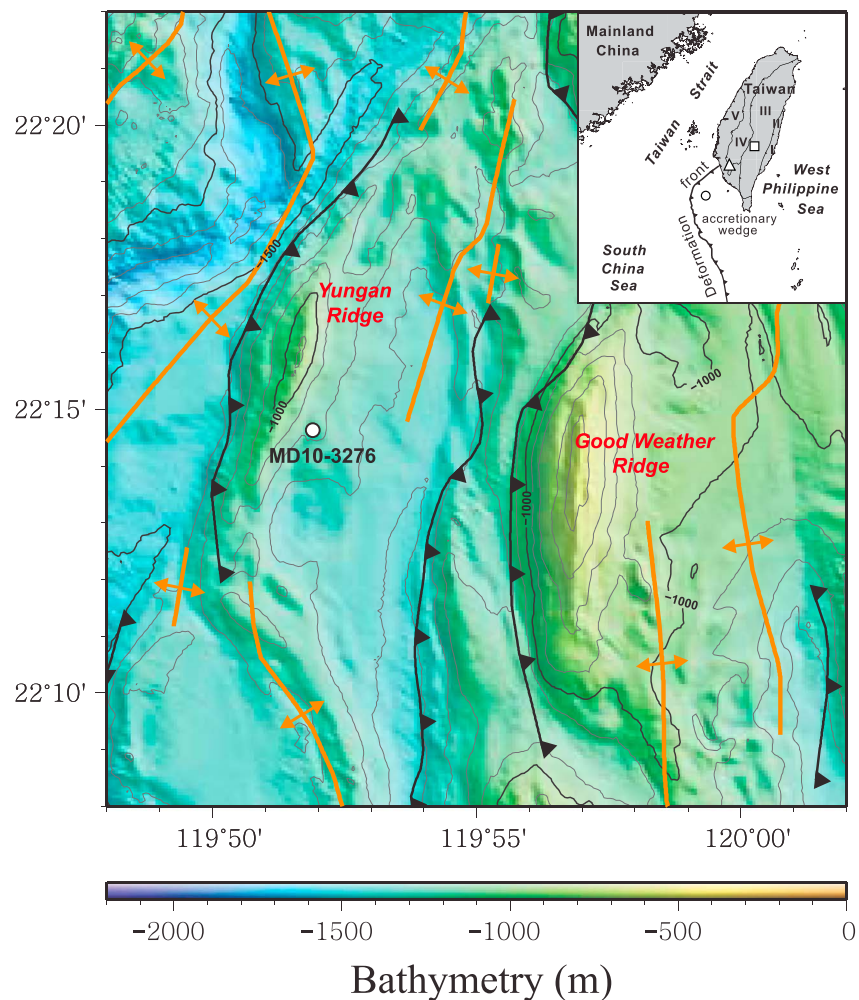 Mainland
China
Taiwan
Strait
Taiwan
V
III
II
IV
I
front
West
Philippine
Sea
accretionary
wedge
Deformation
South
China
Sea
22°20'
22°15'
22°10'
−1500
Yungan
Ridge
−1000
−1000
MD10-3276
Good Weather
Ridge
−1000
−1000
119°50'
119°55'
120°00'
−2000
−1500
−1000
−500
0
Bathymetry (m)